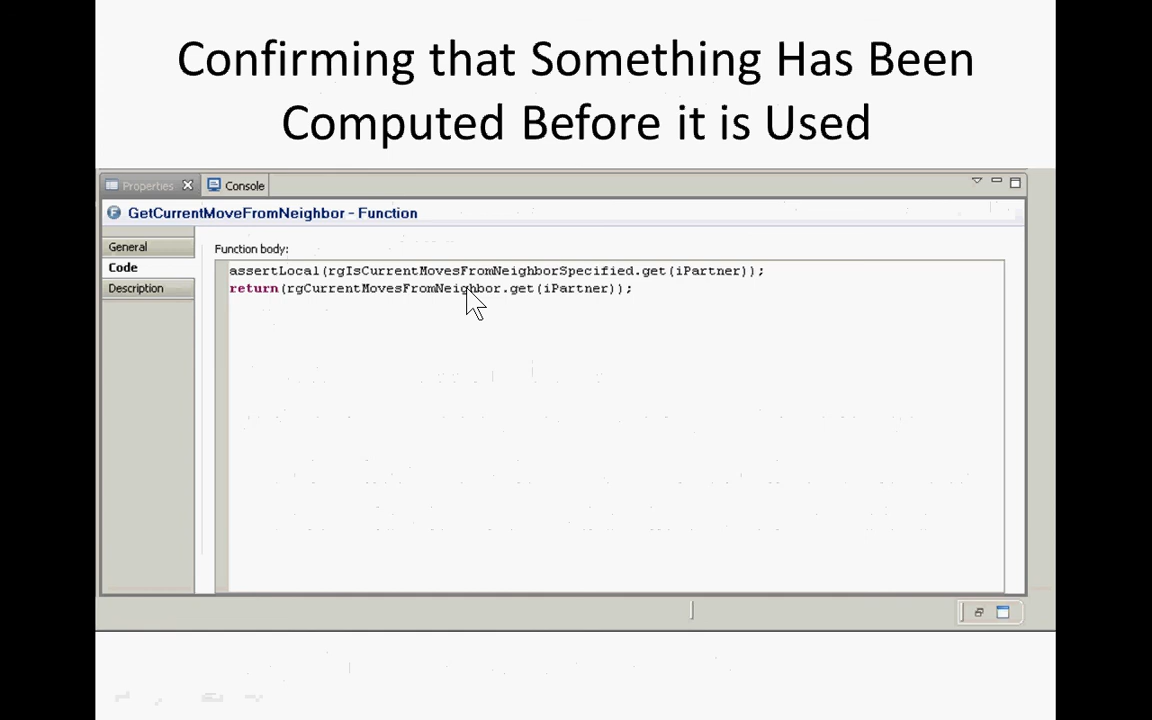 Confirming that Something Has Been
Computed Before it is Used
Properties Console
GetCurrentMoveFromNeighbor - Function
General
Code
Description
Function body:
assertLocal(rgIsCurrentMovesFromNeighborSpecified.get(iPartner));
return(rgCurrentMovesFromNeighbor.get(iPartner));